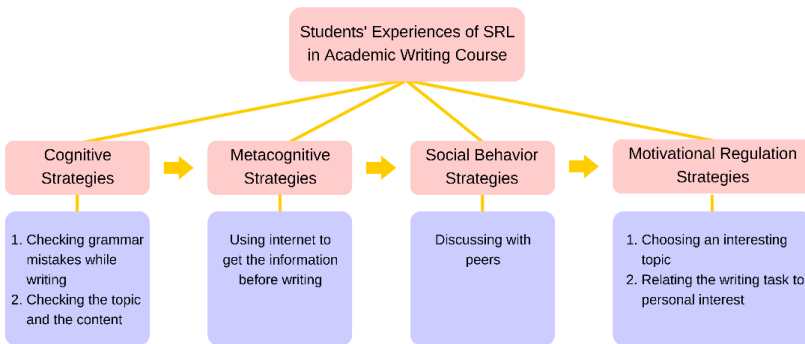 Students' Experiences of SRL
in Academic Writing Course
Cognitive
Strategies
Metacognitive
Strategies
Social Behavior
Strategies
Motivational Regulation
Strategies
1. Checking grammar
mistakes while
writing
2. Checking the topic
and the content
Using internet to
get the information
before writing
Discussing with
peers
1. Choosing an interesting
topic
2. Relating the writing task to
personal interest